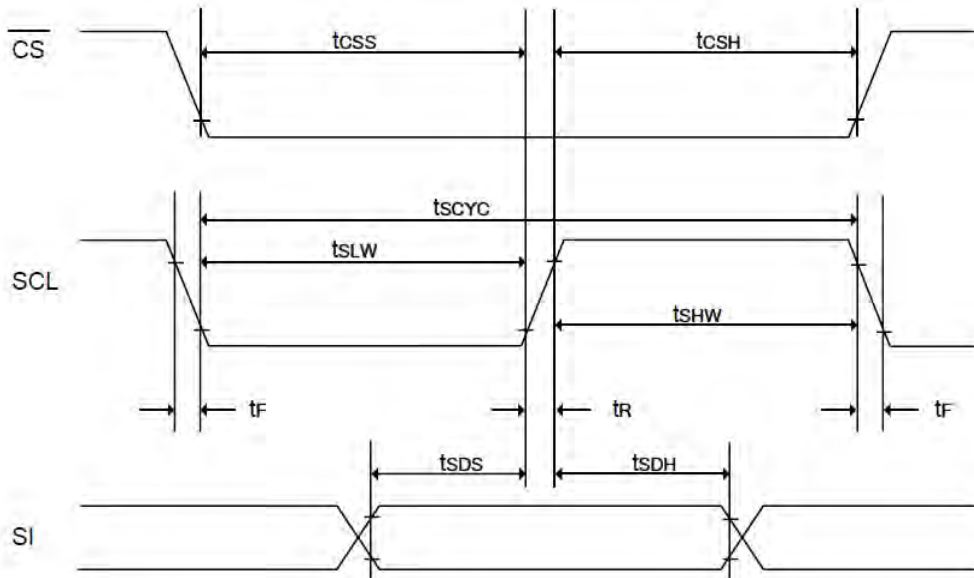 tCSS tCSH
CS
tSCYC
tSLW
SCL
tSHW
tF tR tF
tSDS tSDH
SI